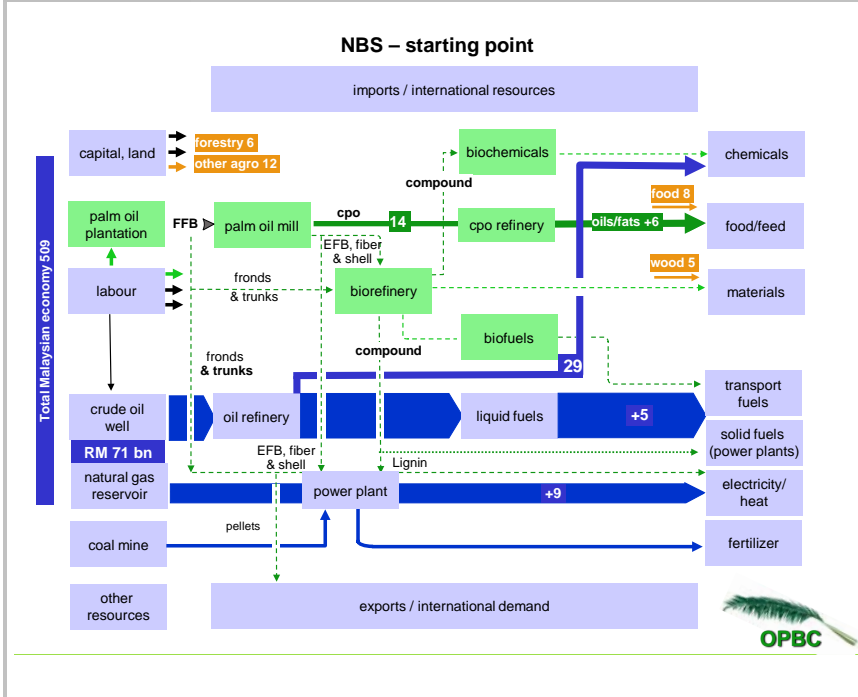 NBS – starting point
imports / international resources
capital, land
forestry 6
other agro 12
biochemicals
chemicals
compound
food 8
palm oil
plantation
FFB
palm oil mill
cpo
14
cpo refinery
oils/fats +6
food/feed
EFB, fiber
& shell
wood 5
labour
fronds
& trunks
biorefinery
materials
Total Malaysian economy 509
biofuels
compound
29
fronds
& trunks
transport
fuels
crude oil
well
oil refinery
liquid fuels
+5
RM 71 bn
EFB, fiber
& shell
Lignin
solid fuels
(power plants)
natural gas
reservoir
power plant
+9
electricity/
heat
pellets
coal mine
fertilizer
other
resources
exports / international demand
OPBC